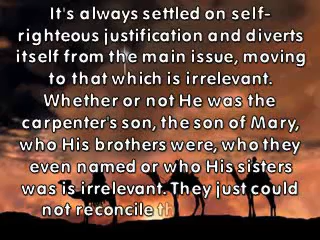 It's always settled on self-
righteous justification and diverts
itself from the main issue, moving
to that which is irrelevant.
Whether or not He was the
carpenter's son, the son of Mary,
who His brothers were, who they
even named or who His sisters
was is irrelevant. They just could
not reconcile